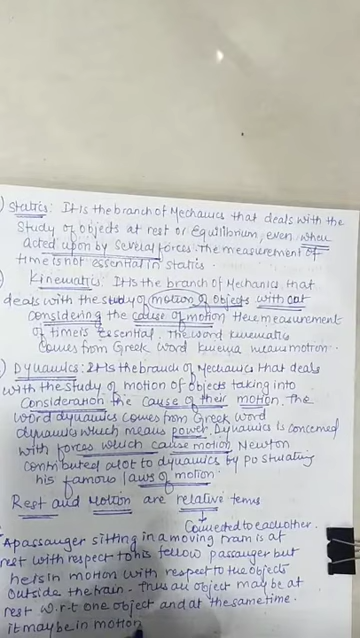 ) Statics: It Is the branch of Mechanics that deals with the
Study of objects at rest or Equilibrium, even when
acted upon by several forces. the measurement of
time is not essential in statics.
) Kinematics: It Is the branch of Mechanics that
deals with the study of motion of objects with out
considering the cause of motion Here measurement
of time is Essential. The word kinematics
comes from Greek word kinema means motion.
) Dynamics: It Is the branch of Mechanics that deals
with the study of motion of objects taking into
Consideration the cause of their motion. The
word dynamics comes from Greek word
dynamis which means power. Dynamics is concerned
with forces which cause motion Newton
contributed a lot to dynamics by postulating
his famous laws of motion.
Rest and Motion are relative terms
Connected to each other.
A passanger sitting in a moving train is at
rest with respect to his fellow passanger but
he is in motion with respect to the objects
outside the train. Thus an object may be at
rest w.r.t one object and at the same time.
it may be in motion